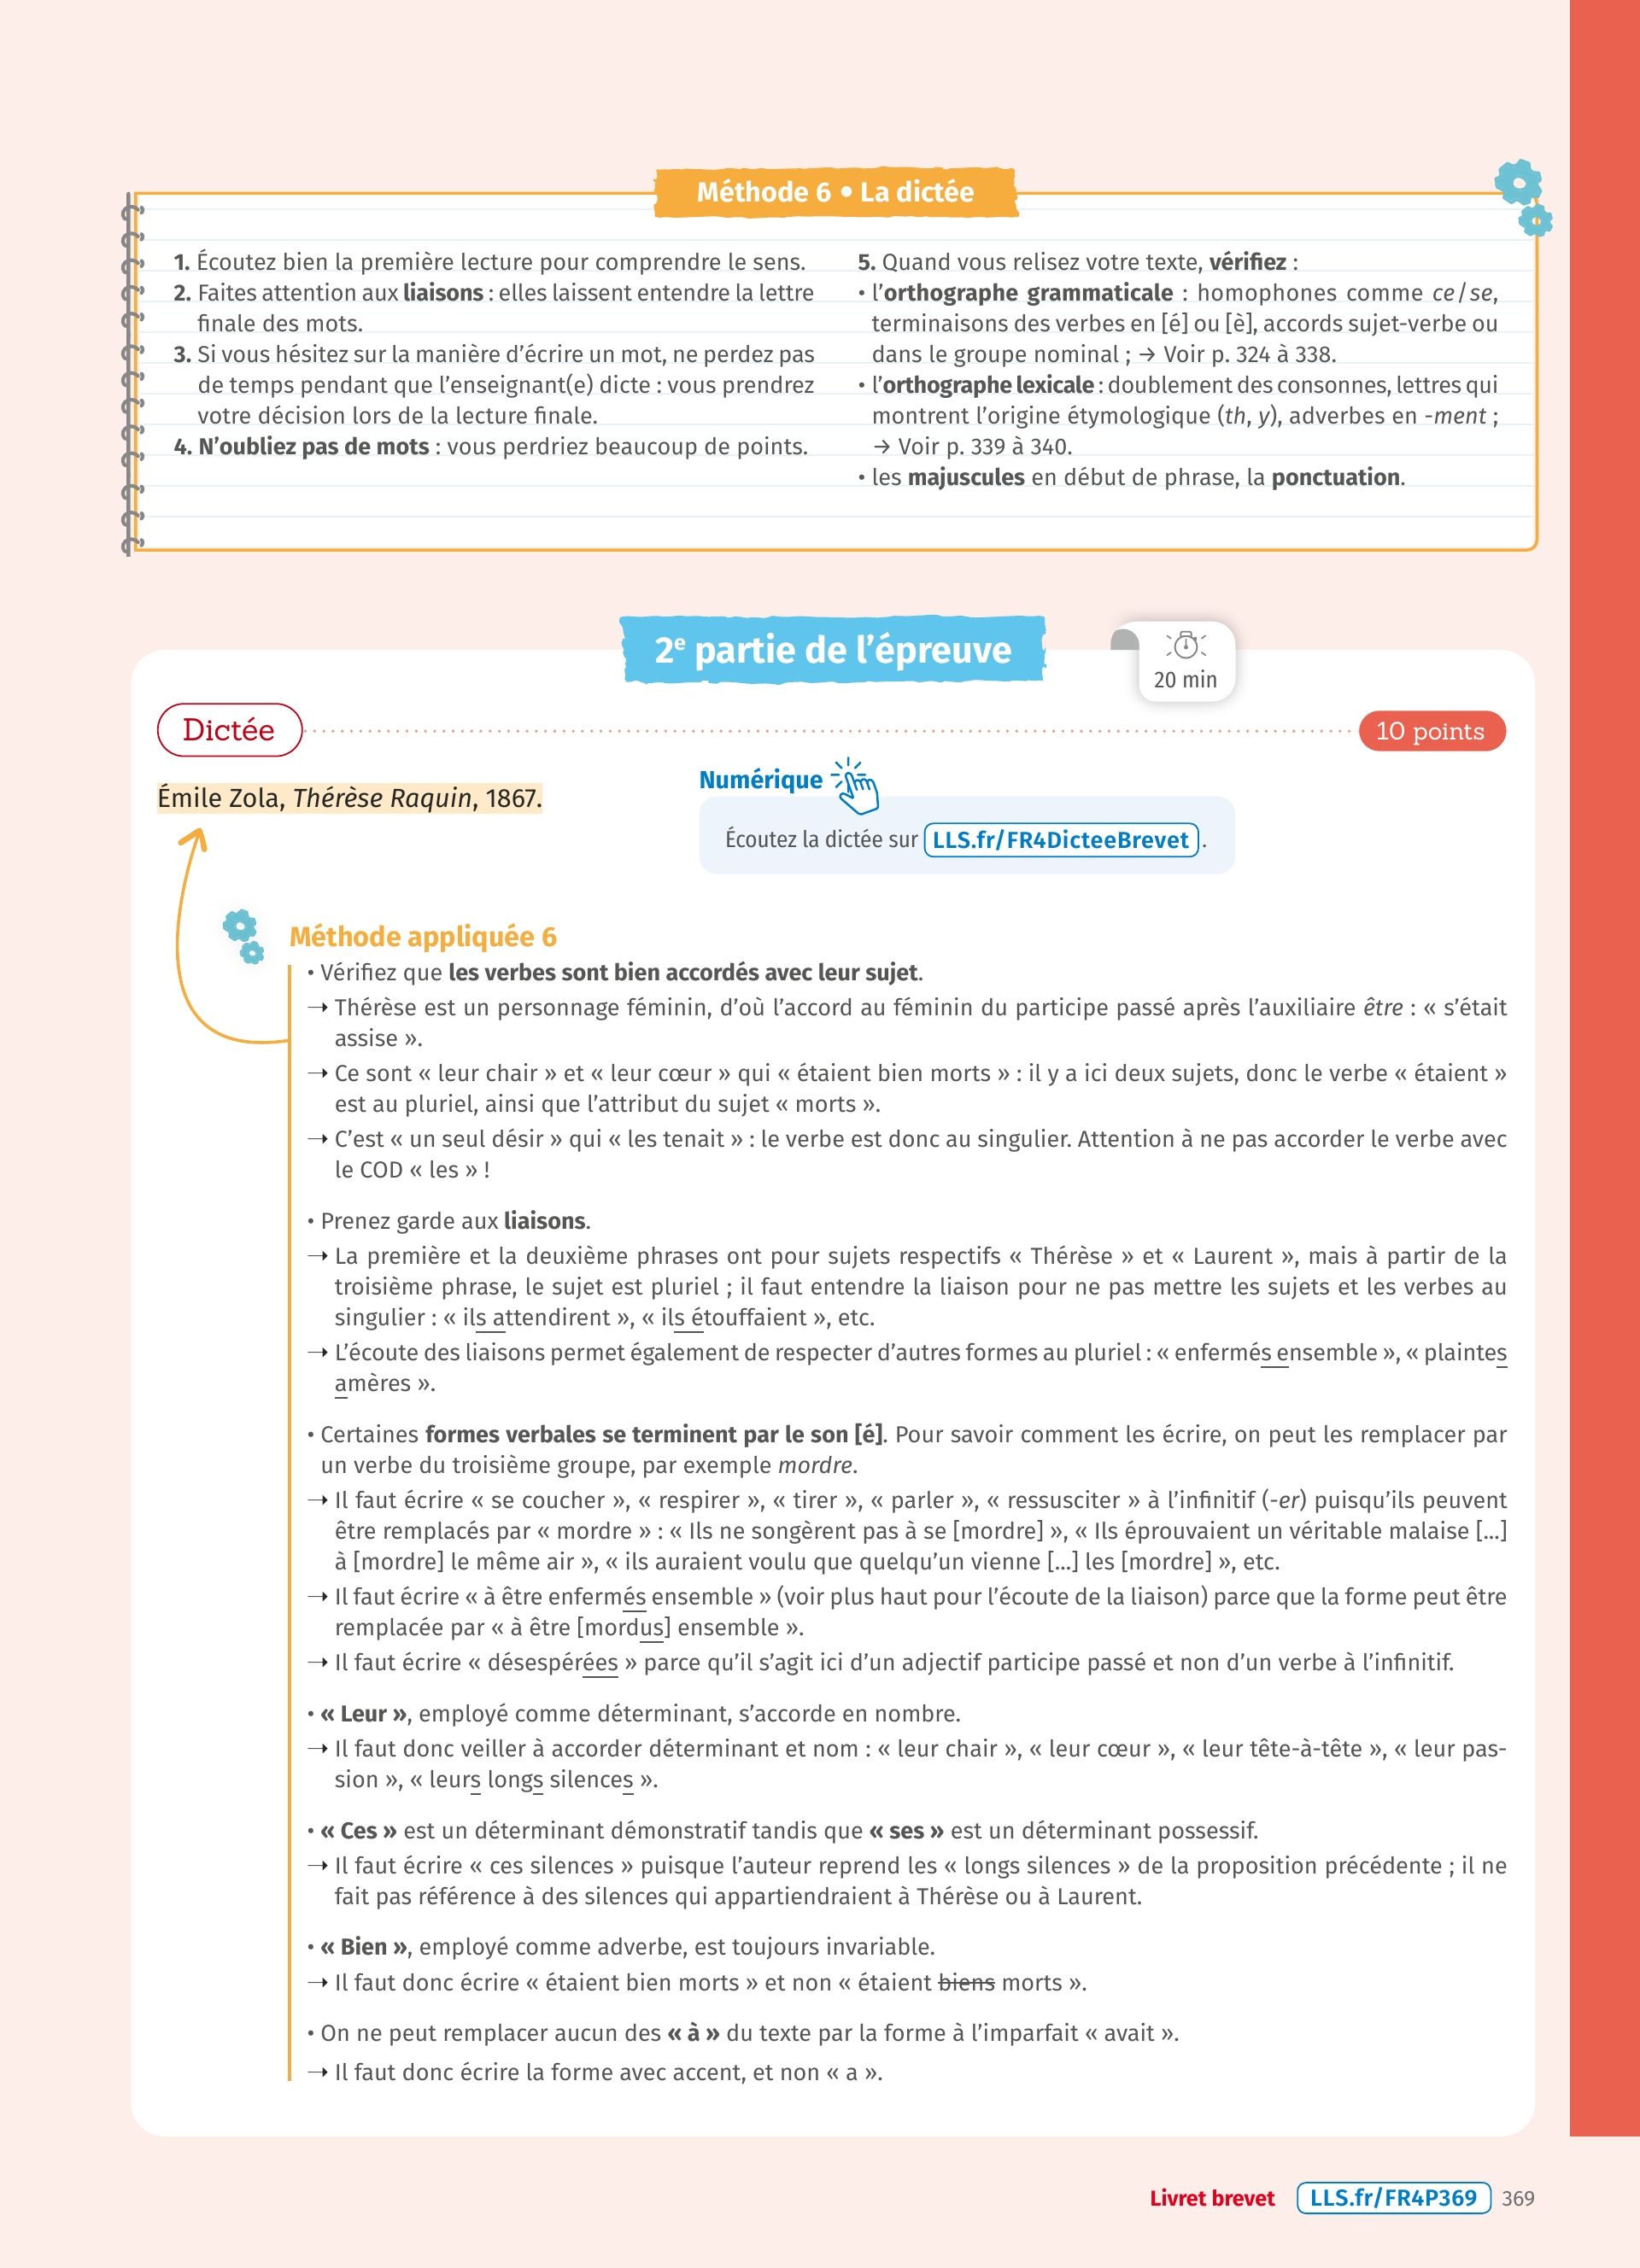 Méthode 6 • La dictée
1. Écoutez bien la première lecture pour comprendre le sens.
2. Faites attention aux liaisons : elles laissent entendre la lettre
finale des mots.
3. Si vous hésitez sur la manière d'écrire un mot, ne perdez pas
de temps pendant que l'enseignant(e) dicte : vous prendrez
votre décision lors de la lecture finale.
4. N'oubliez pas de mots : vous perdriez beaucoup de points.
5. Quand vous relisez votre texte, vérifiez :
• l'orthographe grammaticale : homophones comme ce/se,
terminaisons des verbes en [é] ou [è], accords sujet-verbe ou
dans le groupe nominal ; → Voir p. 324 à 338.
• l'orthographe lexicale : doublement des consonnes, lettres qui
montrent l'origine étymologique (th, y), adverbes en -ment ;
→ Voir p. 339 à 340.
• les majuscules en début de phrase, la ponctuation.
2e partie de l'épreuve
20 min
Dictée
10 points
Émile Zola, Thérèse Raquin, 1867.
Numérique
Écoutez la dictée sur LLS.fr/FR4DicteeBrevet.
Méthode appliquée 6
• Vérifiez que les verbes sont bien accordés avec leur sujet.
→ Thérèse est un personnage féminin, d'où l'accord au féminin du participe passé après l'auxiliaire être : « s'était
assise ».
→ Ce sont « leur chair » et « leur cœur » qui « étaient bien morts » : il y a ici deux sujets, donc le verbe « étaient »
est au pluriel, ainsi que l'attribut du sujet « morts ».
→ C'est « un seul désir » qui « les tenait » : le verbe est donc au singulier. Attention à ne pas accorder le verbe avec
le COD « les » !
• Prenez garde aux liaisons.
→ La première et la deuxième phrases ont pour sujets respectifs « Thérèse » et « Laurent », mais à partir de la
troisième phrase, le sujet est pluriel ; il faut entendre la liaison pour ne pas mettre les sujets et les verbes au
singulier : « ils attendirent », « ils étouffaient », etc.
→ L'écoute des liaisons permet également de respecter d'autres formes au pluriel : « enfermés ensemble », « plaintes
amères ».
• Certaines formes verbales se terminent par le son [é]. Pour savoir comment les écrire, on peut les remplacer par
un verbe du troisième groupe, par exemple mordre.
→ Il faut écrire « se coucher », « respirer », « tirer », « parler », « ressusciter » à l'infinitif (-er) puisqu'ils peuvent
être remplacés par « mordre » : « Ils ne songèrent pas à se [mordre] », « Ils éprouvaient un véritable malaise [...]
à [mordre] le même air », « ils auraient voulu que quelqu'un vienne [...] les [mordre] », etc.
→ Il faut écrire « à être enfermés ensemble » (voir plus haut pour l'écoute de la liaison) parce que la forme peut être
remplacée par « à être [mordus] ensemble ».
→ Il faut écrire « désespérées » parce qu'il s'agit ici d'un adjectif participe passé et non d'un verbe à l'infinitif.
• « Leur », employé comme déterminant, s'accorde en nombre.
→ Il faut donc veiller à accorder déterminant et nom : « leur chair », « leur cœur », « leur tête-à-tête », « leur pas-
sion », « leurs longs silences ».
• « Ces » est un déterminant démonstratif tandis que « ses » est un déterminant possessif.
→ Il faut écrire « ces silences » puisque l'auteur reprend les « longs silences » de la proposition précédente ; il ne
fait pas référence à des silences qui appartiendraient à Thérèse ou à Laurent.
• « Bien », employé comme adverbe, est toujours invariable.
→ Il faut donc écrire « étaient bien morts » et non « étaient biens morts ».
• On ne peut remplacer aucun des « à » du texte par la forme à l'imparfait « avait ».
→ Il faut donc écrire la forme avec accent, et non « a ».
Livret brevet LLS.fr/FR4P369 369